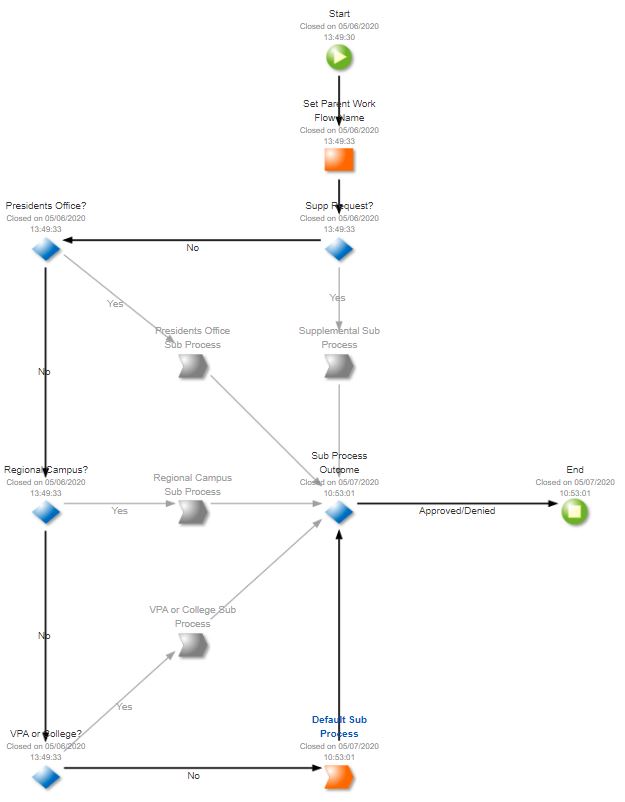 Start
Closed on 05/06/2020
13:49:30
Set Parent Work
Flow Name
Closed on 05/06/2020
13:49:33
Presidents Office?
Closed on 05/06/2020
13:49:33
Supp Request?
Closed on 05/06/2020
13:49:33
No
Yes
Yes
Presidents Office
Sub Process
Supplemental Sub
Process
No
Regional Campus?
Closed on 05/06/2020
13:49:33
Regional Campus
Sub Process
Sub Process
Outcome
Closed on 05/07/2020
10:53:01
End
Closed on 05/07/2020
10:53:01
Yes
Approved/Denied
VPA or College Sub
Process
No
Yes
VPA or College?
Closed on 05/06/2020
13:49:33
Default Sub
Process
Closed on 05/07/2020
10:53:01
No